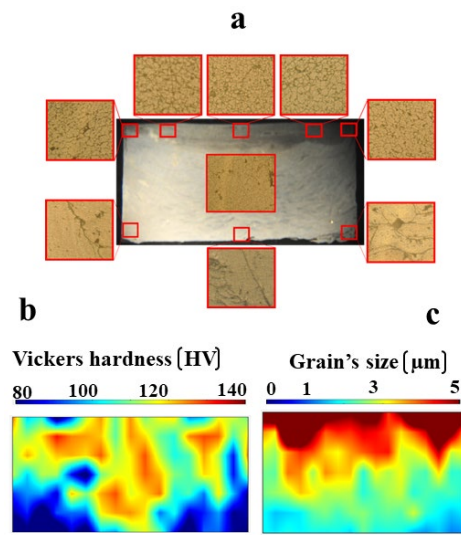 a
b
c
Vickers hardness (HV)
80 100 120 140
Grain's size (μm)
0 1 3 5